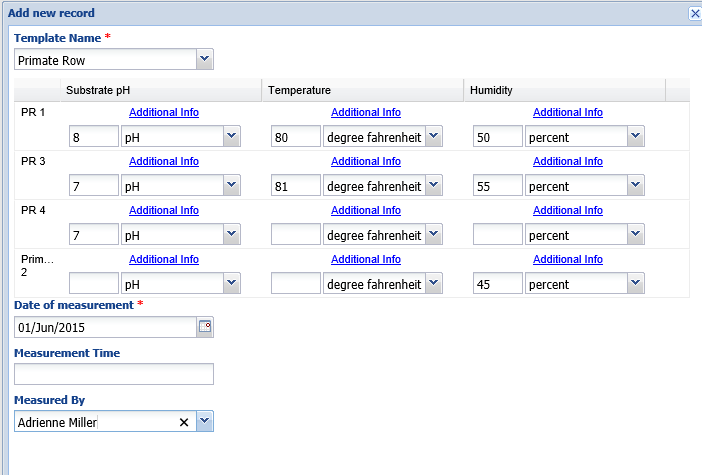 Add new record
Template Name *
Primate Row
Substrate pH Temperature Humidity
PR 1 Additional Info Additional Info Additional Info
8 pH 80 degree fahrenheit 50 percent
PR 3 Additional Info Additional Info Additional Info
7 pH 81 degree fahrenheit 55 percent
PR 4 Additional Info Additional Info Additional Info
7 pH degree fahrenheit percent
Prim... Additional Info Additional Info Additional Info
2
pH degree fahrenheit 45 percent
Date of measurement *
01/Jun/2015
Measurement Time
Measured By
Adrienne Miller